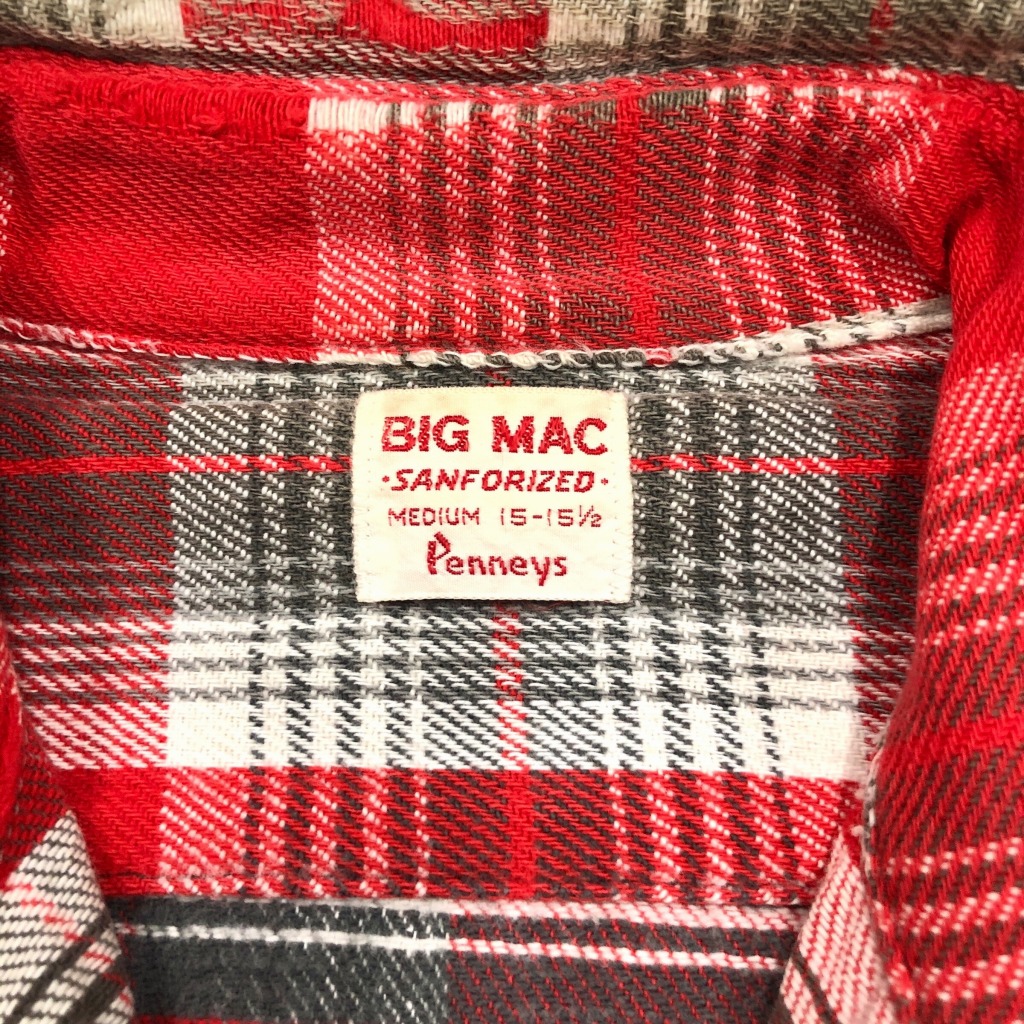 BIG MAC
·SANFORIZED·
MEDIUM 15-15½
Penneys